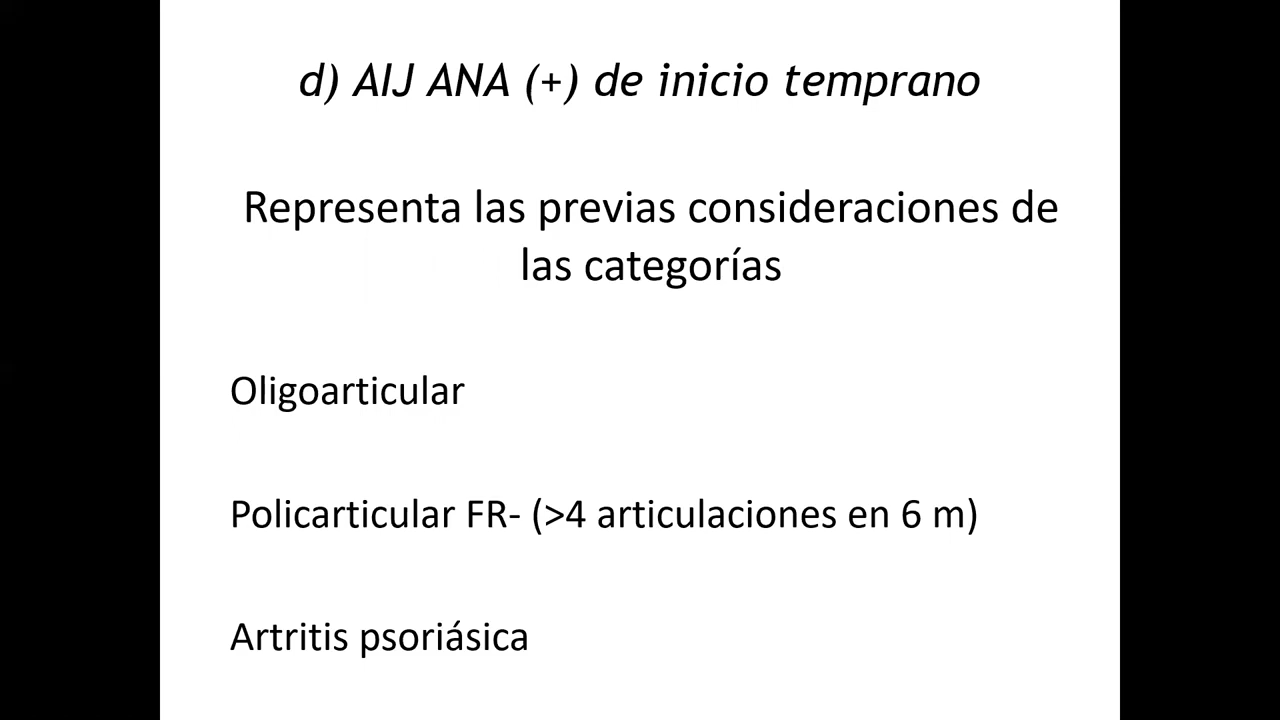 d) AIJ ANA (+) de inicio temprano
Representa las previas consideraciones de
las categorías
Oligoarticular
Policarticular FR- (>4 articulaciones en 6 m)
Artritis psoriásica